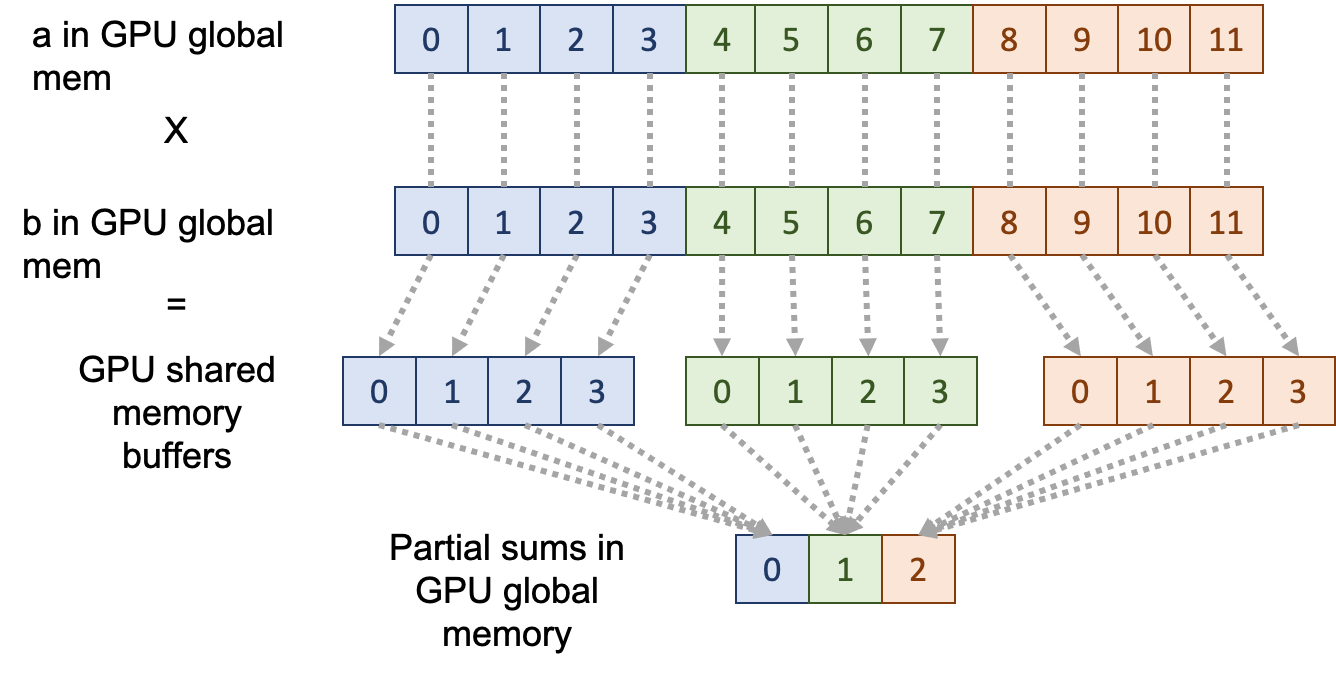 a in GPU global
mem
0 1 2 3 4 5 6 7 8 9 10 11
X
b in GPU global
mem
0 1 2 3 4 5 6 7 8 9 10 11
=
GPU shared
memory
buffers
0 1 2 3 0 1 2 3 0 1 2 3
Partial sums in
GPU global
memory
0 1 2